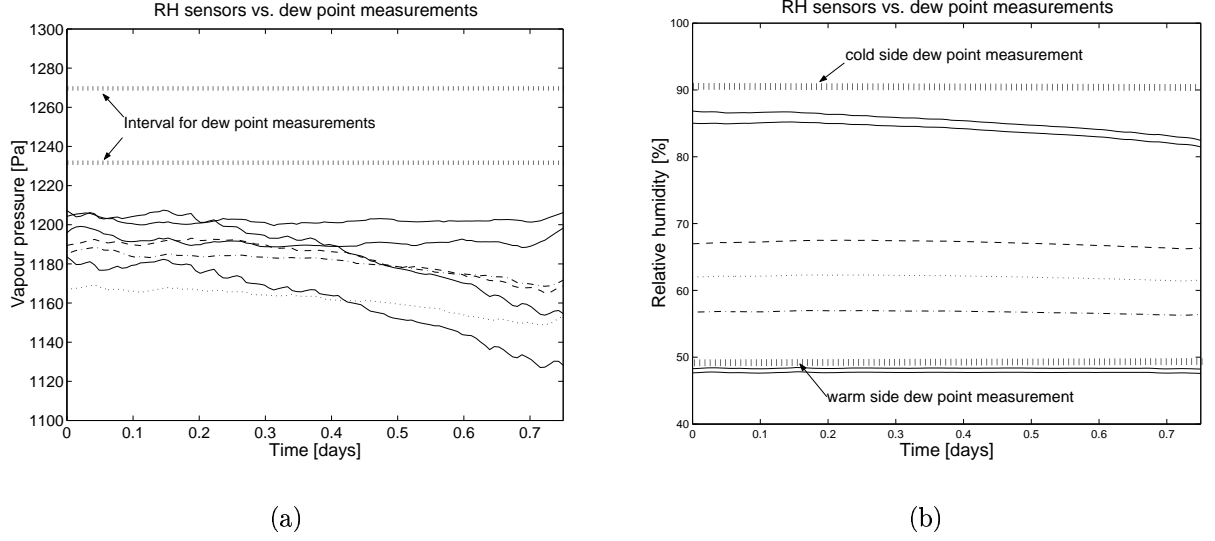 RH sensors vs. dew point measurements
1300
1280
1260
1240
1220
1200
1180
1160
1140
1120
1100
Vapour pressure [Pa]
Interval for dew point measurements
0 0.1 0.2 0.3 0.4 0.5 0.6 0.7
Time [days]
(a)
RH sensors vs. dew point measurements
100
90
80
70
60
50
40
Relative humidity [%]
cold side dew point measurement
warm side dew point measurement
0 0.1 0.2 0.3 0.4 0.5 0.6 0.7
Time [days]
(b)